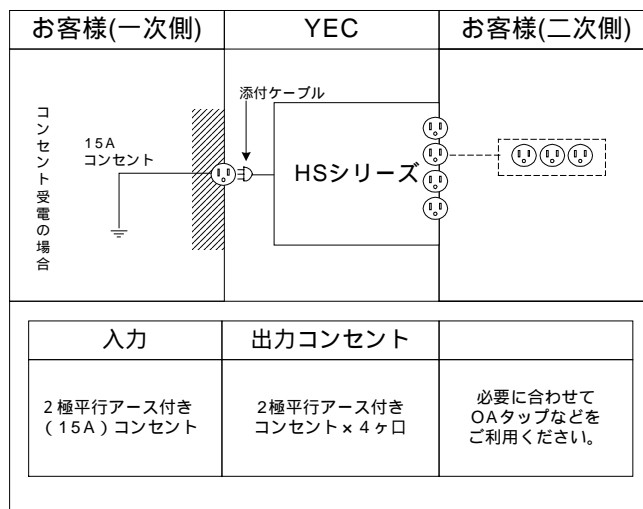 お客様(一次側)
YEC
お客様(二次側)
コンセント受電の場合
15A
コンセント
添付ケーブル
HSシリーズ
入力
出力コンセント
2極平行アース付き
(15A)コンセント
2極平行アース付き
コンセント×4ヶ口
必要に合わせて
OAタップなどを
ご利用ください。